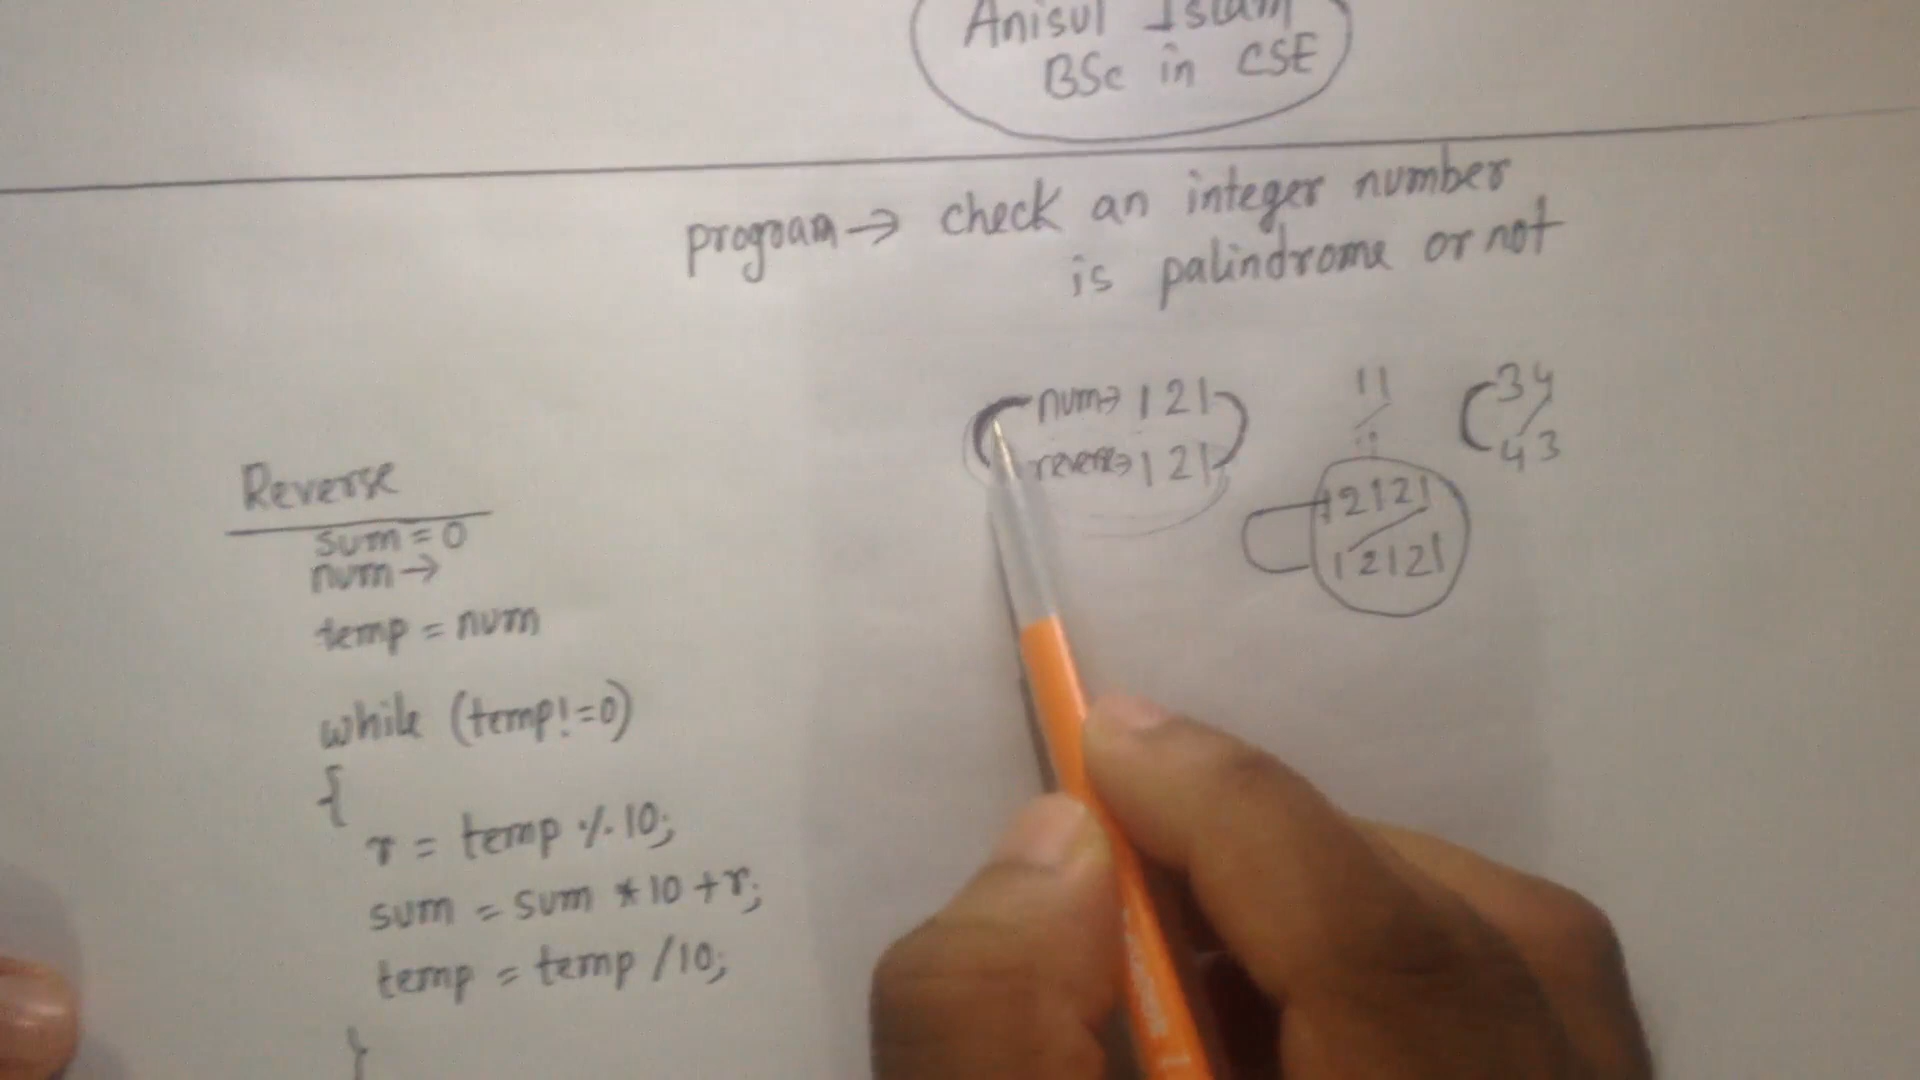 Anisul Islam
BSc in CSE
program → check an integer number
is palindrome or not
num→ 121
reverse→ 121
11
11
34
43
12121
12121
Reverse
sum = 0
num →
temp = num
while (temp!=0)
{
r = temp % 10;
sum = sum * 10 + r;
temp = temp / 10;
}